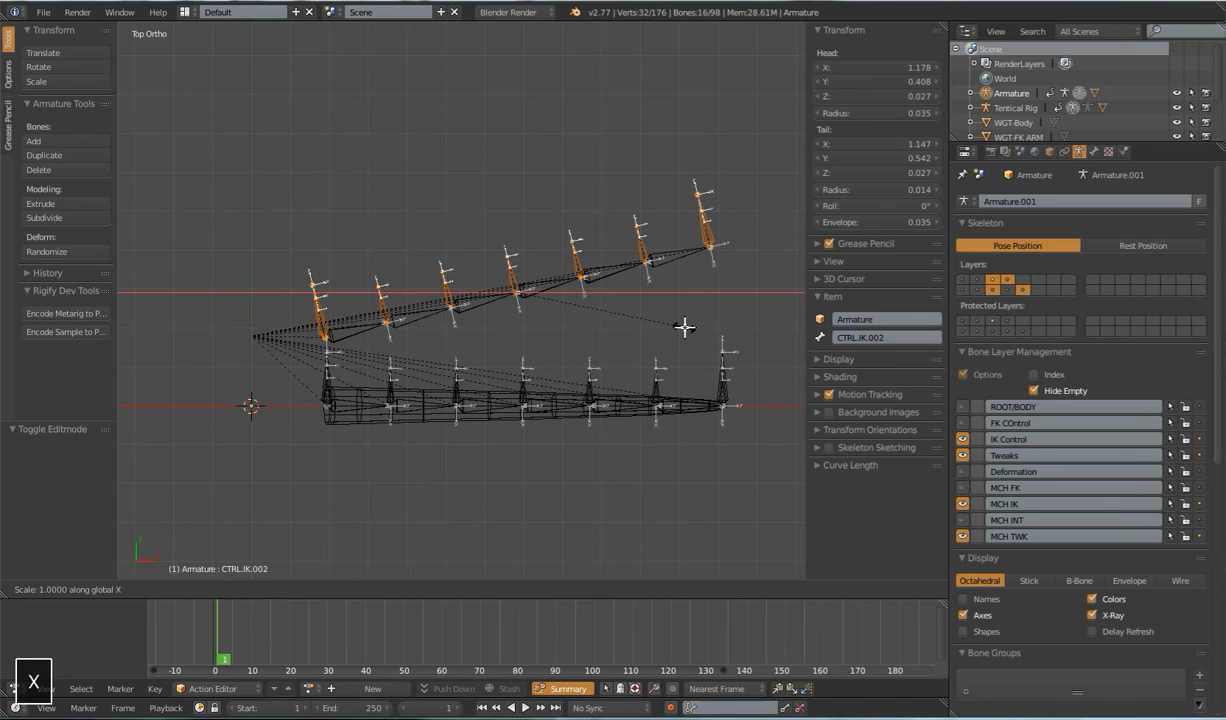 File Render Window Help Default Scene Blender Render v2.77 | Verts:32/176 | Bones:16/98 | Mem:28.61M | Armature
Tools
Options
Grease Pencil
Transform
Translate
Rotate
Scale
Armature Tools
Bones:
Add
Duplicate
Delete
Modeling:
Extrude
Subdivide
Deform:
Randomize
History
Rigify Dev Tools
Encode Metarig to P...
Encode Sample to P...
Toggle Editmode
Top Ortho
(1) Armature : CTRL.IK.002
Scale: 1.0000 along global X
Transform
Head:
X: 1.178
Y: 0.408
Z: 0.027
Radius: 0.035
Tail:
X: 1.147
Y: 0.542
Z: 0.027
Radius: 0.014
Roll: 0°
Envelope: 0.035
Grease Pencil
View
3D Cursor
Item
Armature
CTRL.IK.002
Display
Shading
Motion Tracking
Background Images
Transform Orientations
Skeleton Sketching
Curve Length
View Search All Scenes
Scene
RenderLayers
World
Armature
Tentical Rig
WGT-Body
WGT-FK ARM
Armature Armature.001
Armature.001 F
Skeleton
Pose Position Rest Position
Layers:
Protected Layers:
Bone Layer Management
Options Index
Hide Empty
ROOT/BODY
FK COntrol
IK Control
Tweaks
Deformation
MCH FK
MCH IK
MCH INT
MCH TWK
Display
Octahedral Stick B-Bone Envelope Wire
Names Colors
Axes X-Ray
Shapes Delay Refresh
Bone Groups
1
-10 0 10 20 30 40 50 60 70 80 90 100 110 120 130 140 150 160 170 180
X
Select Marker Key Action Editor New Push Down Stash Summary Nearest Frame
View Marker Frame Playback Start: 1 End: 250 1 No Sync